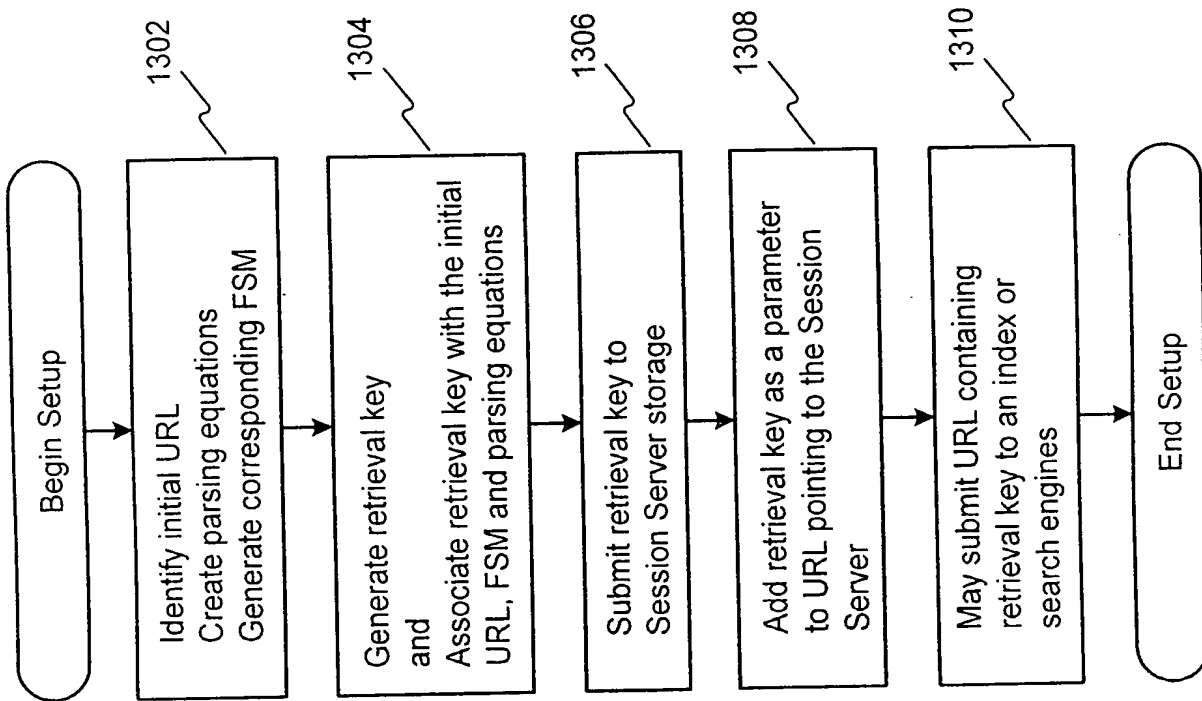 Begin Setup
1302
Identify initial URL
Create parsing equations
Generate corresponding FSM
1304
Generate retrieval key
and
Associate retrieval key with the initial
URL, FSM and parsing equations
1306
Submit retrieval key to
Session Server storage
1308
Add retrieval key as a parameter
to URL pointing to the Session
Server
1310
May submit URL containing
retrieval key to an index or
search engines
End Setup